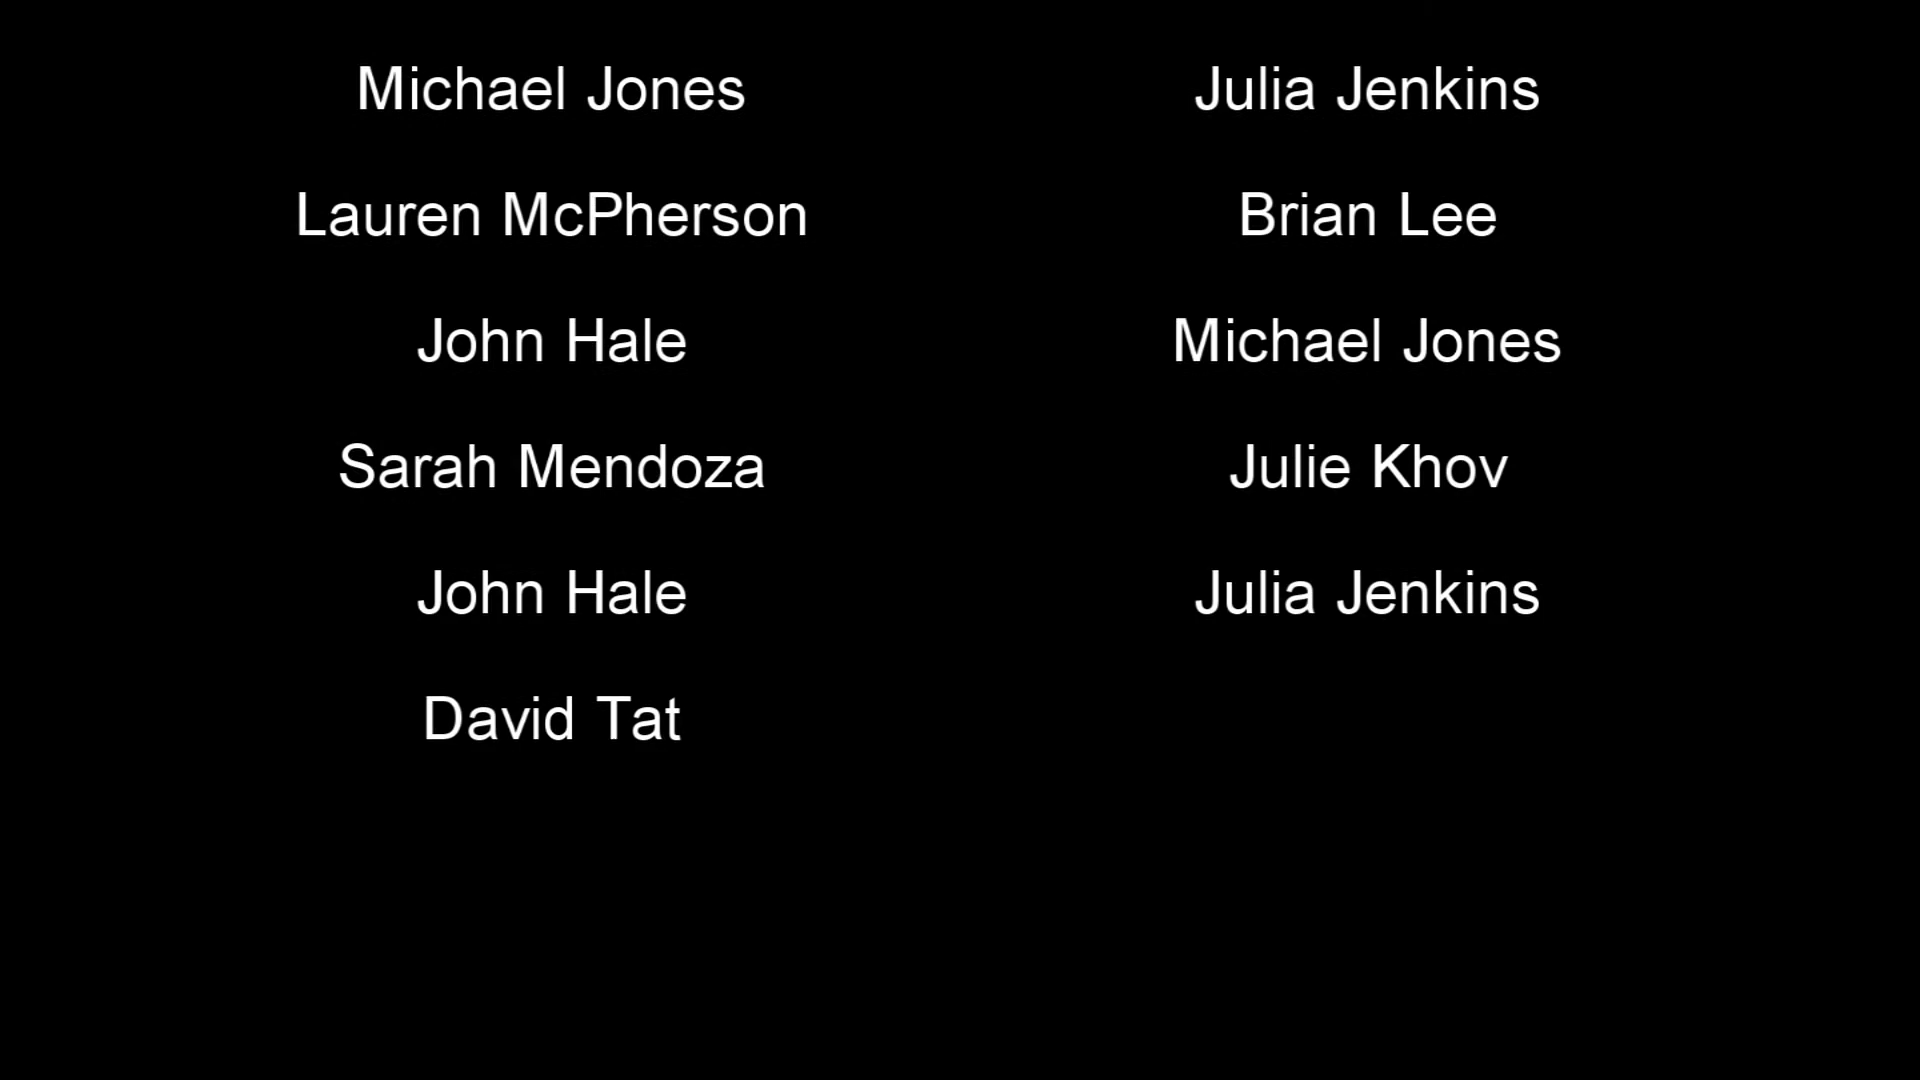 Michael Jones
Lauren McPherson
John Hale
Sarah Mendoza
John Hale
David Tat
Julia Jenkins
Brian Lee
Michael Jones
Julie Khov
Julia Jenkins